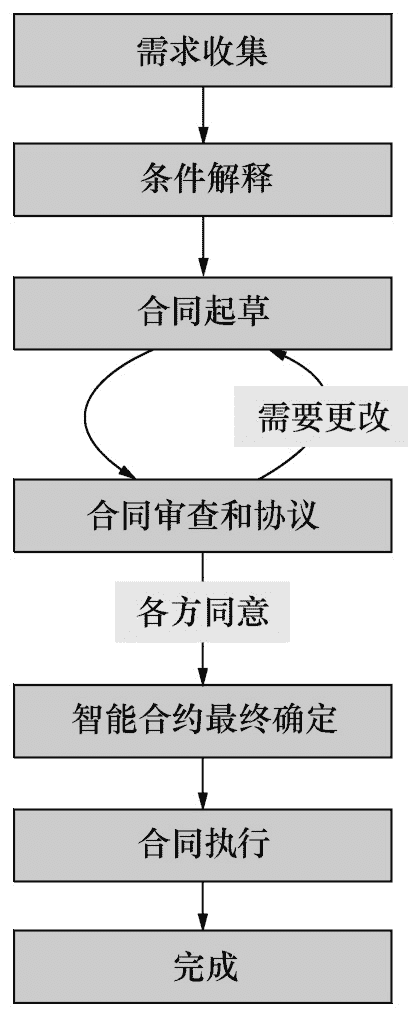 需求收集
条件解释
合同起草
需要更改
合同审查和协议
各方同意
智能合约最终确定
合同执行
完成